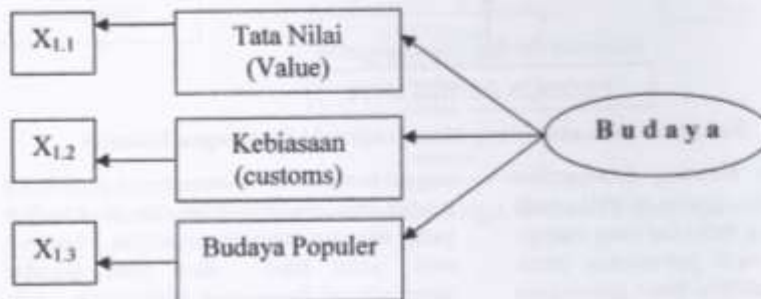 X1.1
Tata Nilai
(Value)
X1.2
Kebiasaan
(customs)
Budaya
X1.3
Budaya Populer